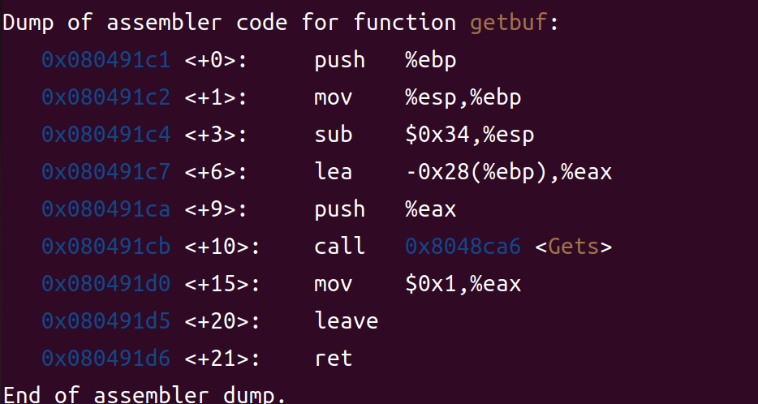 Dump of assembler code for function getbuf:
0x080491c1 <+0>: push %ebp
0x080491c2 <+1>: mov %esp,%ebp
0x080491c4 <+3>: sub $0x34,%esp
0x080491c7 <+6>: lea -0x28(%ebp),%eax
0x080491ca <+9>: push %eax
0x080491cb <+10>: call 0x8048ca6 <Gets>
0x080491d0 <+15>: mov $0x1,%eax
0x080491d5 <+20>: leave
0x080491d6 <+21>: ret
End of assembler dump.